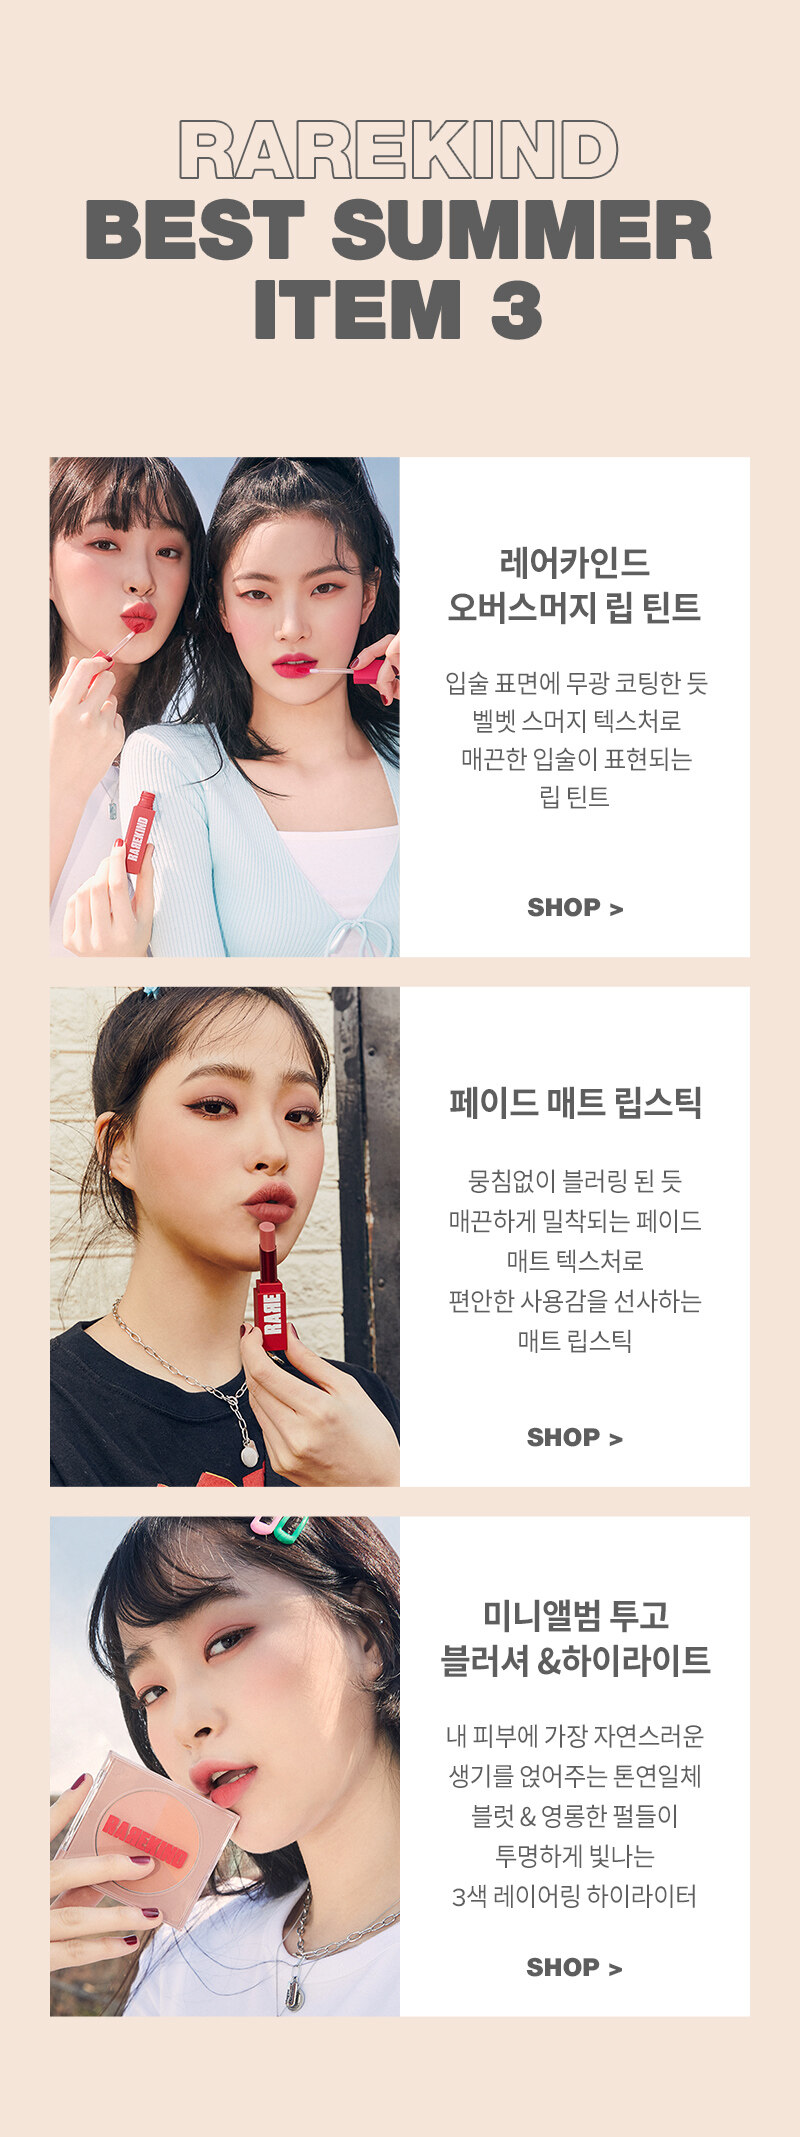 RAREKIND
BEST SUMMER
ITEM 3
레어카인드
오버스머지 립 틴트
입술 표면에 무광 코팅한 듯
벨벳 스머지 텍스처로
매끈한 입술이 표현되는
립 틴트
SHOP >
RAREKIND
페이드 매트 립스틱
뭉침없이 블러링 된 듯
매끈하게 밀착되는 페이드
매트 텍스처로
편안한 사용감을 선사하는
매트 립스틱
SHOP >
RARE
미니앨범 투고
블러셔 &하이라이트
내 피부에 가장 자연스러운
생기를 얹어주는 톤연일체
블럿 & 영롱한 펄들이
투명하게 빛나는
3색 레이어링 하이라이터
SHOP >
RAREKIND